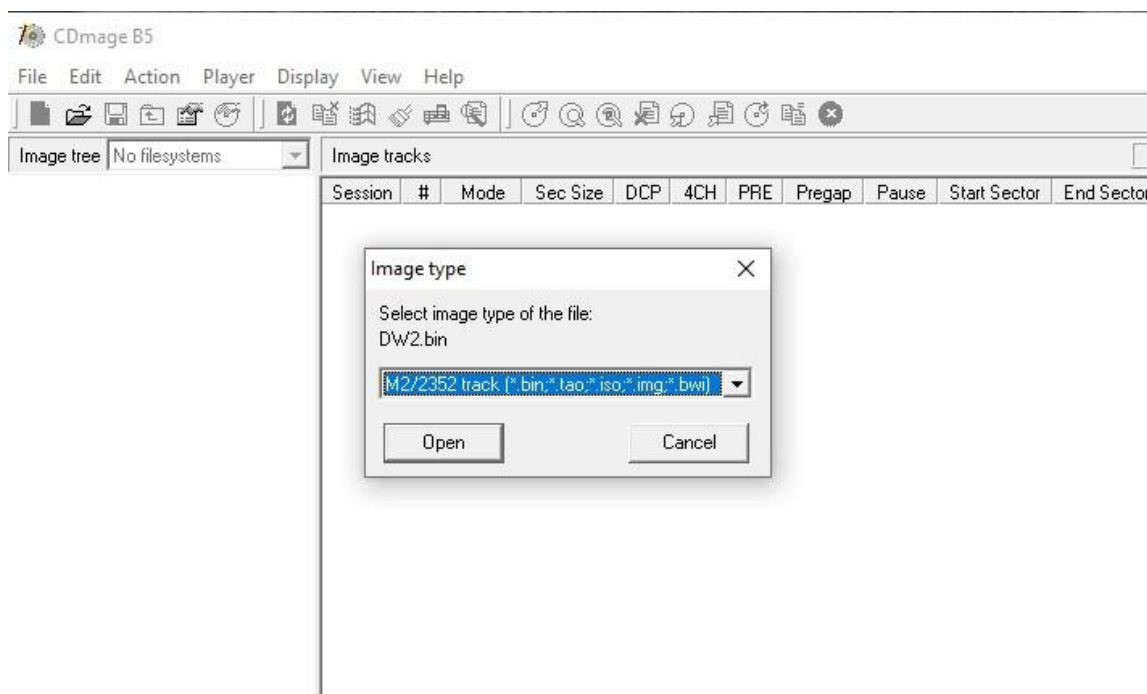 CDmage B5
File Edit Action Player Display View Help
Image tree No filesystems
Image tracks
Session # Mode Sec Size DCP 4CH PRE Pregap Pause Start Sector End Sector
Image type
Select image type of the file:
DW2.bin
M2/2352 track (*.bin;*.tao;*.iso;*.img;*.bwi)
Open Cancel